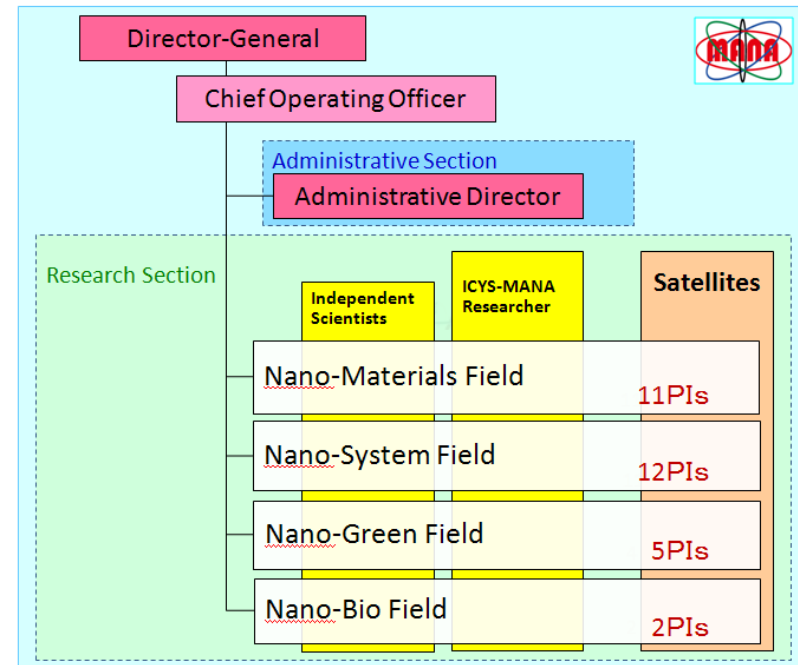 Director-General
MANA
Chief Operating Officer
Administrative Section
Administrative Director
Research Section
Independent
Scientists
ICYS-MANA
Researcher
Satellites
Nano-Materials Field
11PIs
Nano-System Field
12PIs
Nano-Green Field
5PIs
Nano-Bio Field
2PIs